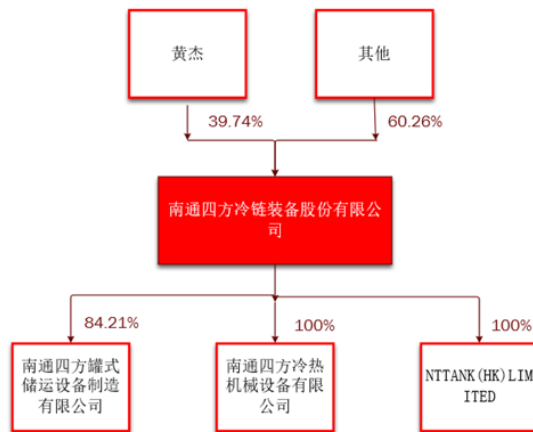 黄杰
其他
39.74%
60.26%
南通四方冷链装备股份有限公
司
84.21%
100%
100%
南通四方罐式
储运设备制造
有限公司
南通四方冷热
机械设备有限
公司
NTTANK(HK)LIM
ITED